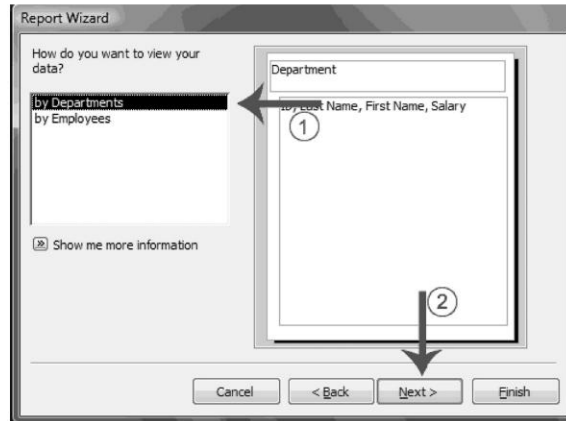 Report Wizard
How do you want to view your
data?
by Departments
by Employees
Show me more information
Department
ID, Last Name, First Name, Salary
1
2
Cancel
< Back
Next >
Finish